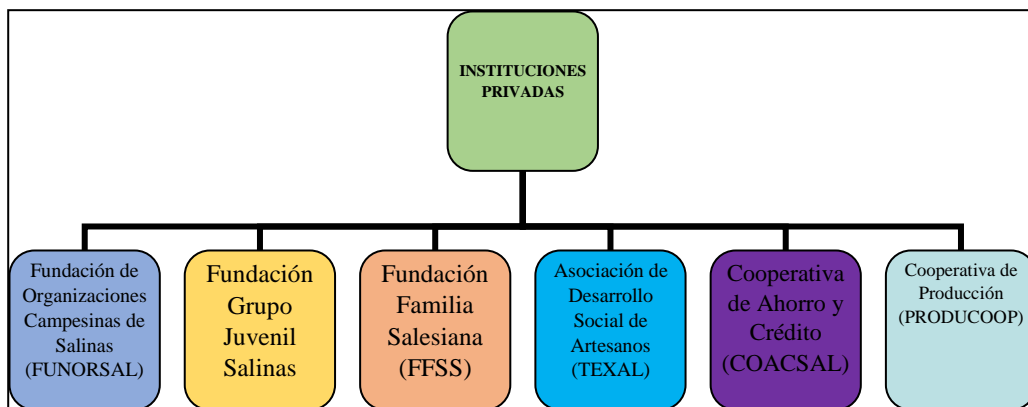 INSTITUCIONES
PRIVADAS
Fundación de
Organizaciones
Campesinas de
Salinas
(FUNORSAL)
Fundación
Grupo
Juvenil
Salinas
Fundación
Familia
Salesiana
(FFSS)
Asociación de
Desarrollo
Social de
Artesanos
(TEXAL)
Cooperativa
de Ahorro y
Crédito
(COACSAL)
Cooperativa de
Producción
(PRODUCOOP)